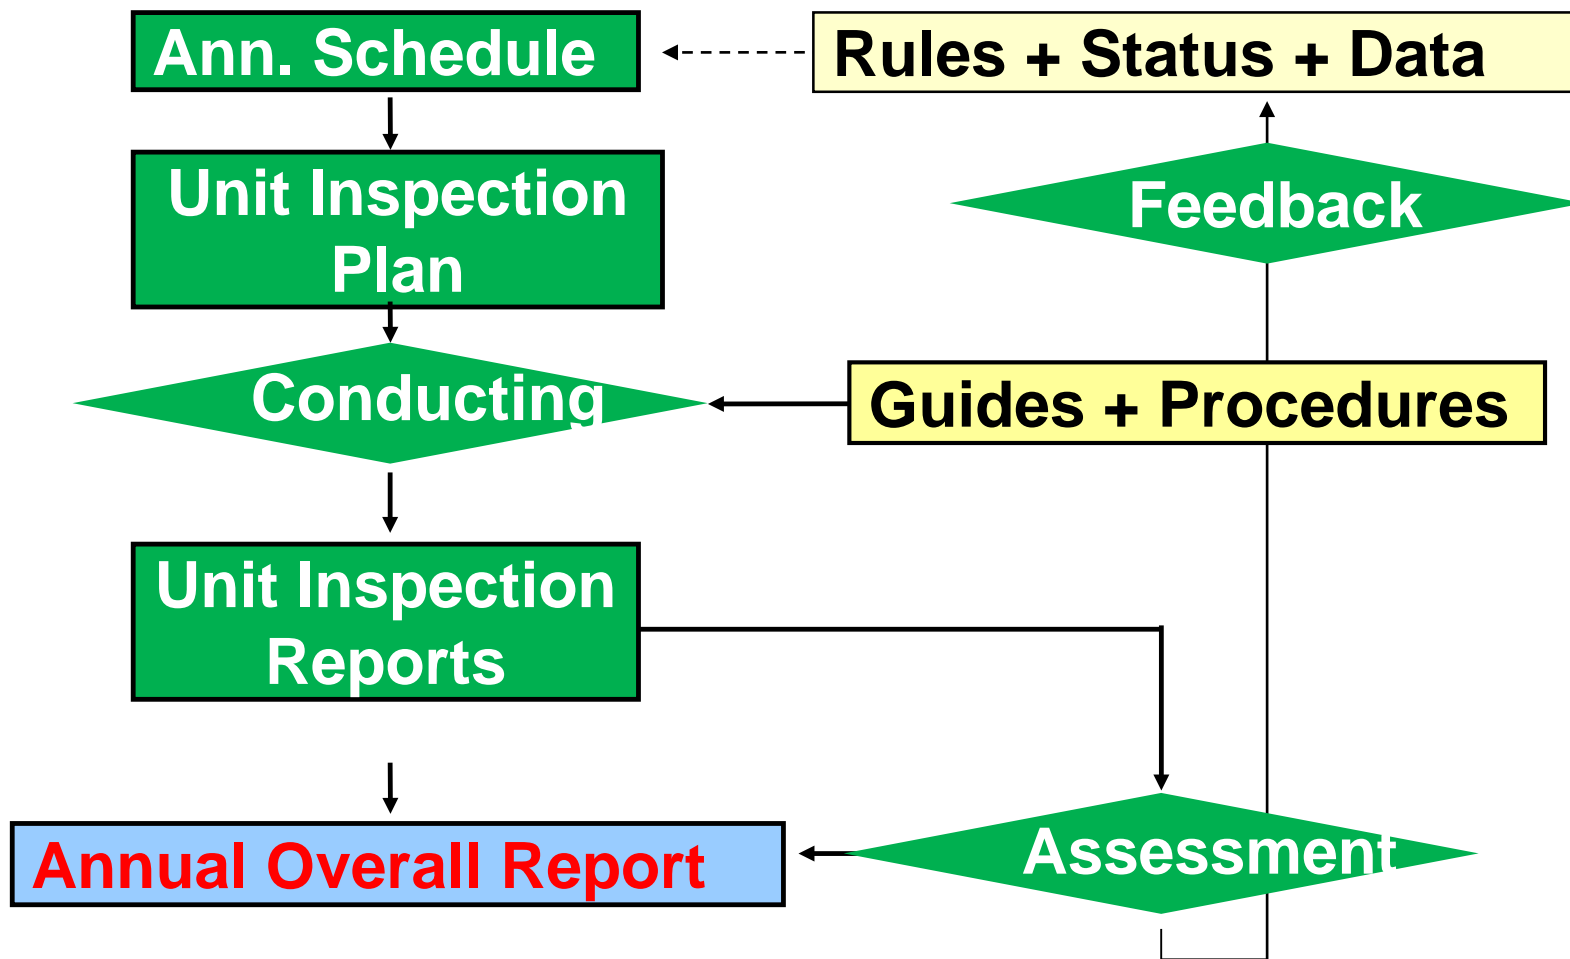 Ann. Schedule
Rules + Status + Data
Unit Inspection
Plan
Feedback
Conducting
Guides + Procedures
Unit Inspection
Reports
Annual Overall Report
Assessment